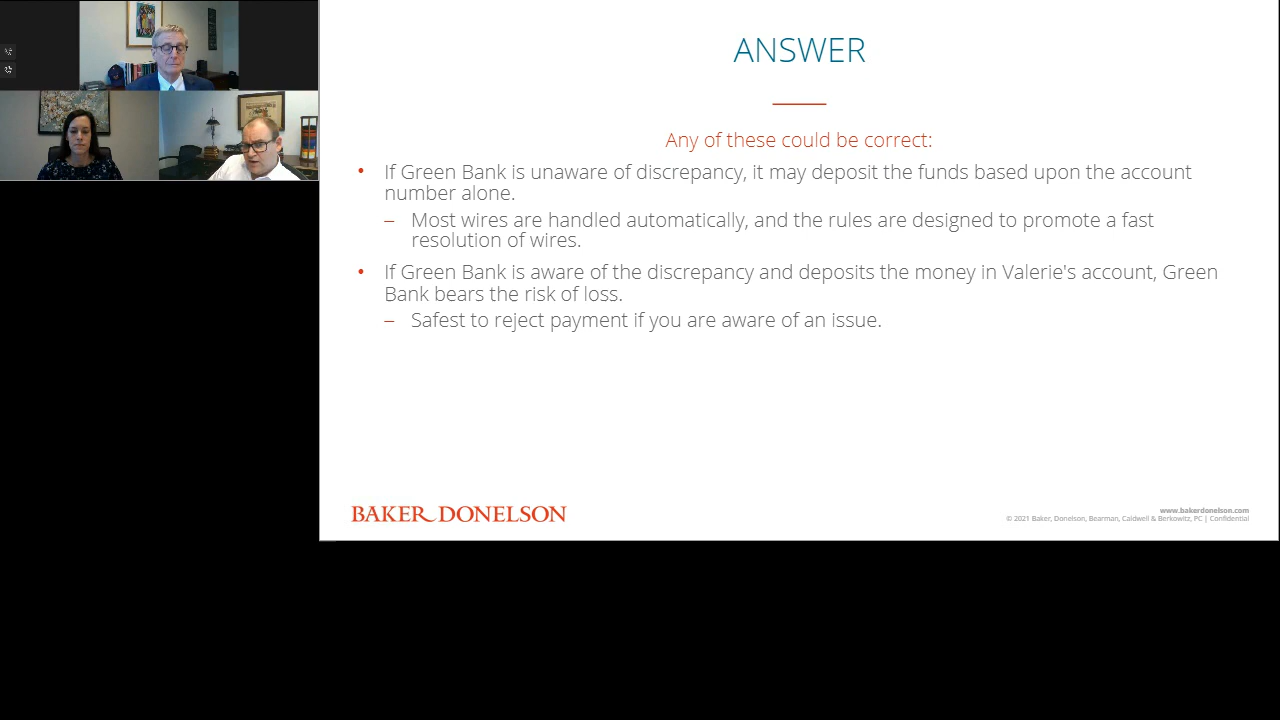 ANSWER
Any of these could be correct:
• If Green Bank is unaware of discrepancy, it may deposit the funds based upon the account
number alone.
– Most wires are handled automatically, and the rules are designed to promote a fast
resolution of wires.
• If Green Bank is aware of the discrepancy and deposits the money in Valerie's account, Green
Bank bears the risk of loss.
– Safest to reject payment if you are aware of an issue.
BAKER DONELSON
www.bakerdonelson.com
© 2021 Baker, Donelson, Bearman, Caldwell & Berkowitz, PC | Confidential